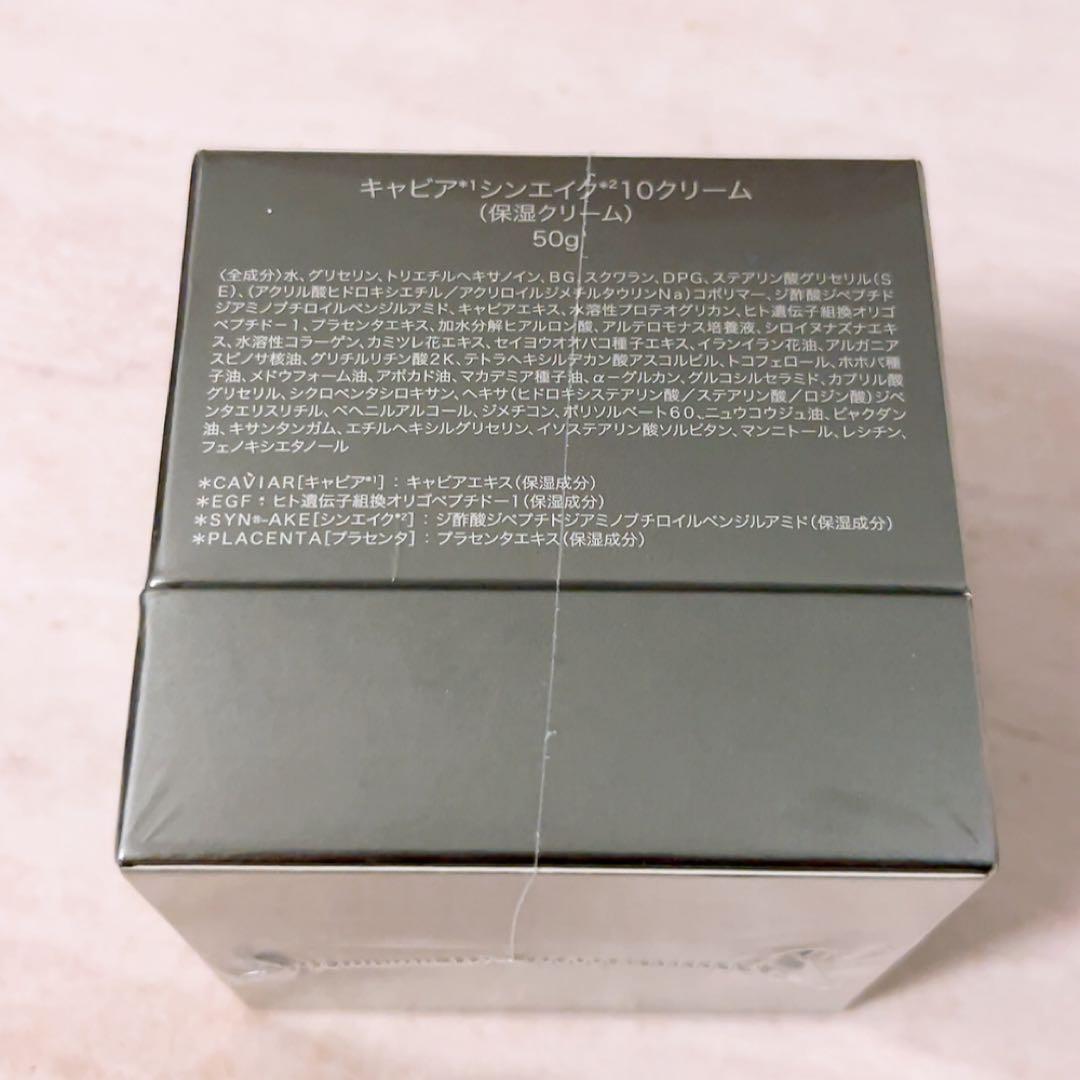 キャビア*1シンエイク*210クリーム
(保湿クリーム)
50g
〈全成分〉水、グリセリン、トリエチルヘキサノイン、BG、スクワラン、DPG、ステアリン酸グリセリル(S
E)、(アクリル酸ヒドロキシエチル/アクリロイルジメチルタウリンNa)コポリマー、ジ酢酸ジペプチド
ジアミノブチロイルベンジルアミド、キャビアエキス、水溶性プロテオグリカン、ヒト遺伝子組換オリゴ
ペプチド-1、プラセンタエキス、加水分解ヒアルロン酸、アルテロモナス培養液、シロイヌナズナエキ
ス、水溶性コラーゲン、カミツレ花エキス、セイヨウオオバコ種子エキス、イランイラン花油、アルガニア
スピノサ核油、グリチルリチン酸2K、テトラヘキシルデカン酸アスコルビル、トコフェロール、ホホバ種
子油、メドウフォーム油、アボカド油、マカデミア種子油、α-グルカン、グルコシルセラミド、カプリル酸
グリセリル、シクロペンタシロキサン、ヘキサ(ヒドロキシステアリン酸/ステアリン酸/ロジン酸)ジペ
ンタエリスリチル、ベヘニルアルコール、ジメチコン、ポリソルベート60、ニュウコウジュ油、ビャクダン
油、キサンタンガム、エチルヘキシルグリセリン、イソステアリン酸ソルビタン、マンニトール、レシチン、
フェノキシエタノール
*CAVIAR[キャビア*1]:キャビアエキス(保湿成分)
*EGF:ヒト遺伝子組換オリゴペプチド-1(保湿成分)
*SYN®-AKE[シンエイク*2]:ジ酢酸ジペプチドジアミノブチロイルベンジルアミド(保湿成分)
*PLACENTA[プラセンタ]:プラセンタエキス(保湿成分)